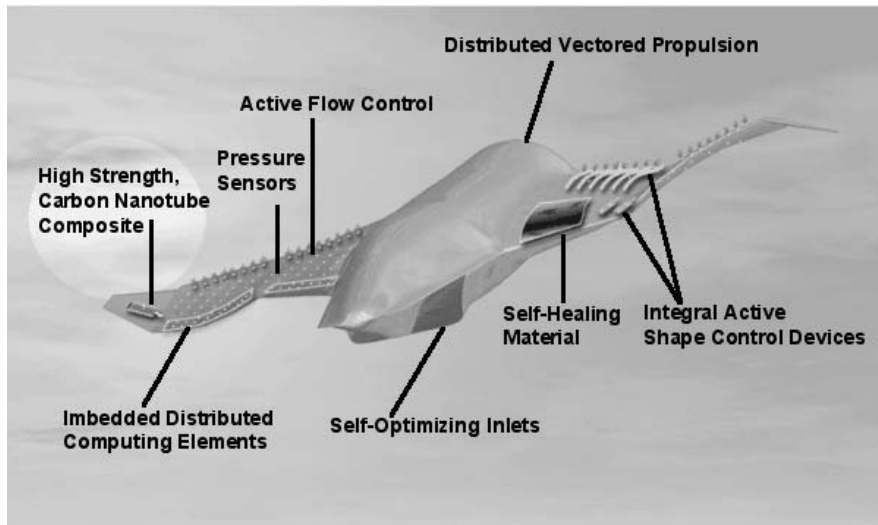 Distributed Vectored Propulsion
Active Flow Control
Pressure
Sensors
High Strength,
Carbon Nanotube
Composite
Self-Healing
Material
Integral Active
Shape Control Devices
Imbedded Distributed
Computing Elements
Self-Optimizing Inlets